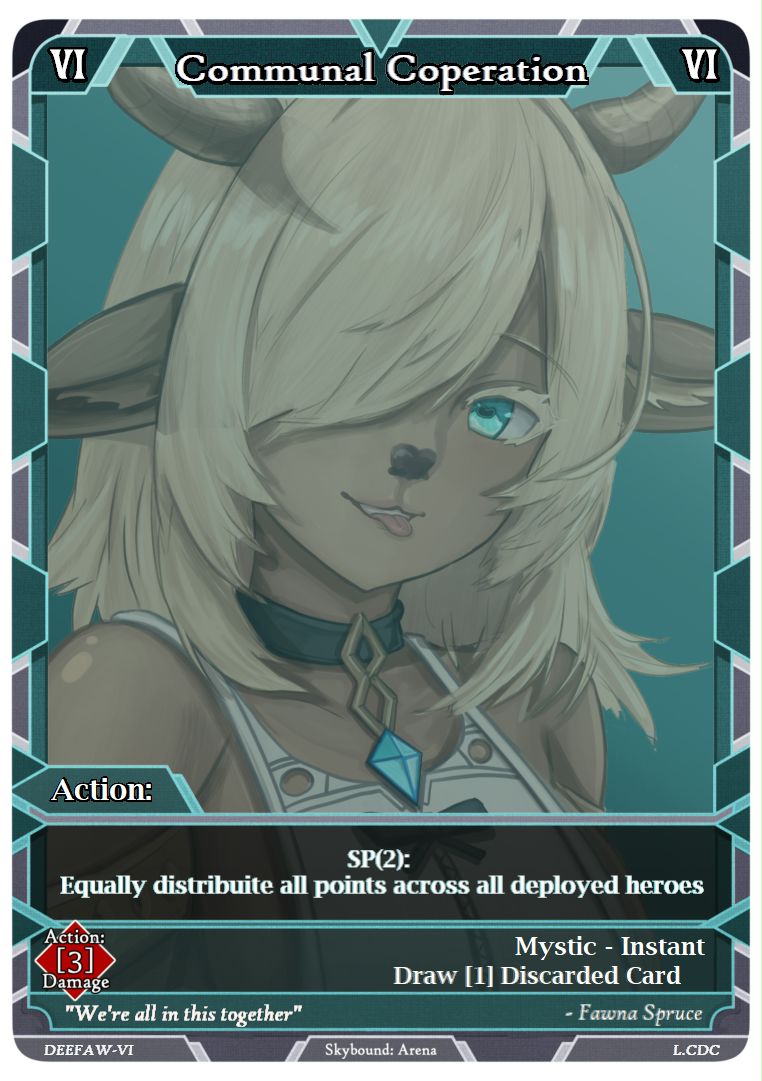 VI Communal Coperation VI
Action:
SP(2):
Equally distribuite all points across all deployed heroes
Action:
[3]
Damage
Mystic - Instant
Draw [1] Discarded Card
"We're all in this together" - Fawna Spruce
DEEFAW-VI Skybound: Arena L.CDC